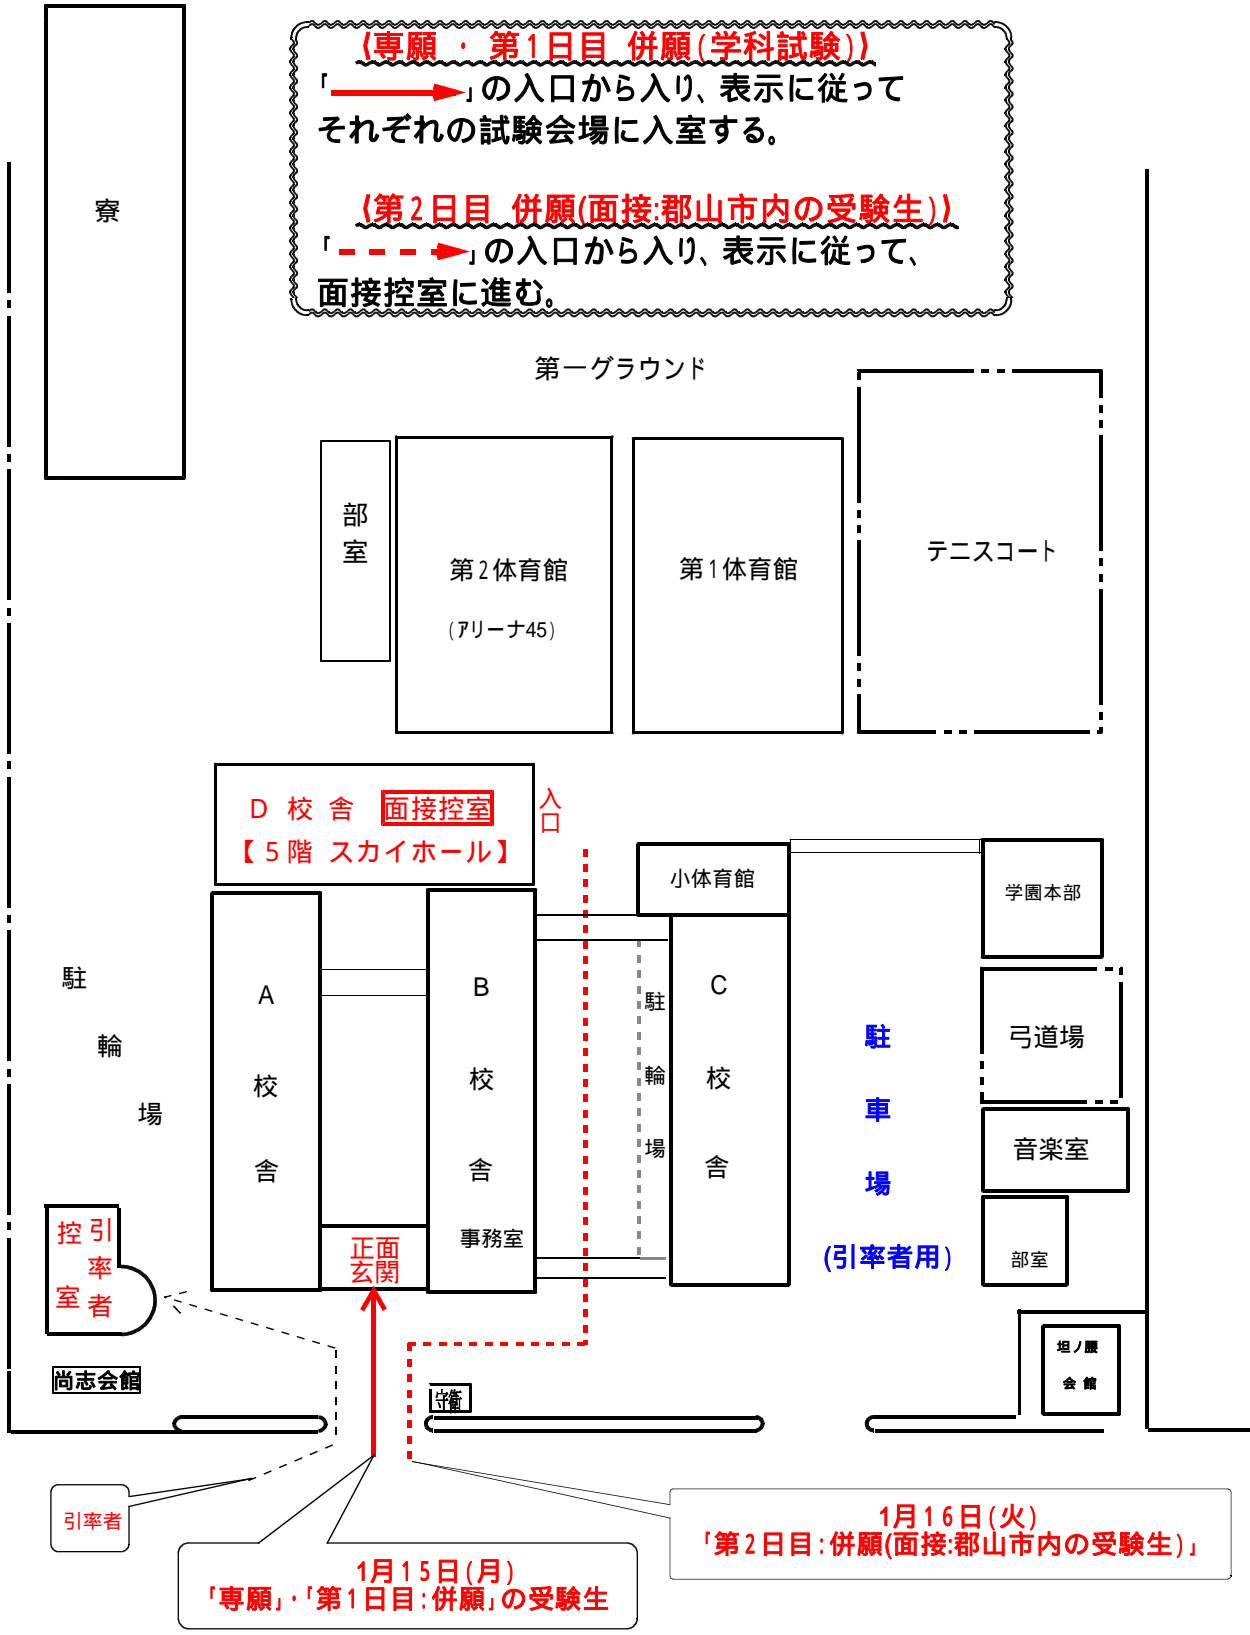 ⟨専願 ・ 第1日目 併願(学科試験)⟩
「 」の入口から入り、表示に従って
それぞれの試験会場に入室する。
⟨第2日目 併願(面接:郡山市内の受験生)⟩
「 」の入口から入り、表示に従って、
面接控室に進む。
寮
第一グラウンド
部室
第2体育館
(アリーナ45)
第1体育館
テニスコート
D 校 舎 面接控室
【5階 スカイホール】
入口
小体育館
学園本部
駐輪場
A校舎
B校舎
事務室
駐輪場
C校舎
駐車場
(引率者用)
弓道場
音楽室
部室
引率者
控室
正面
玄関
尚志会館
守衛
坦ノ腰
会 館
引率者
1月15日(月)
「専願」・「第1日目:併願」の受験生
1月16日(火)
「第2日目:併願(面接:郡山市内の受験生)」